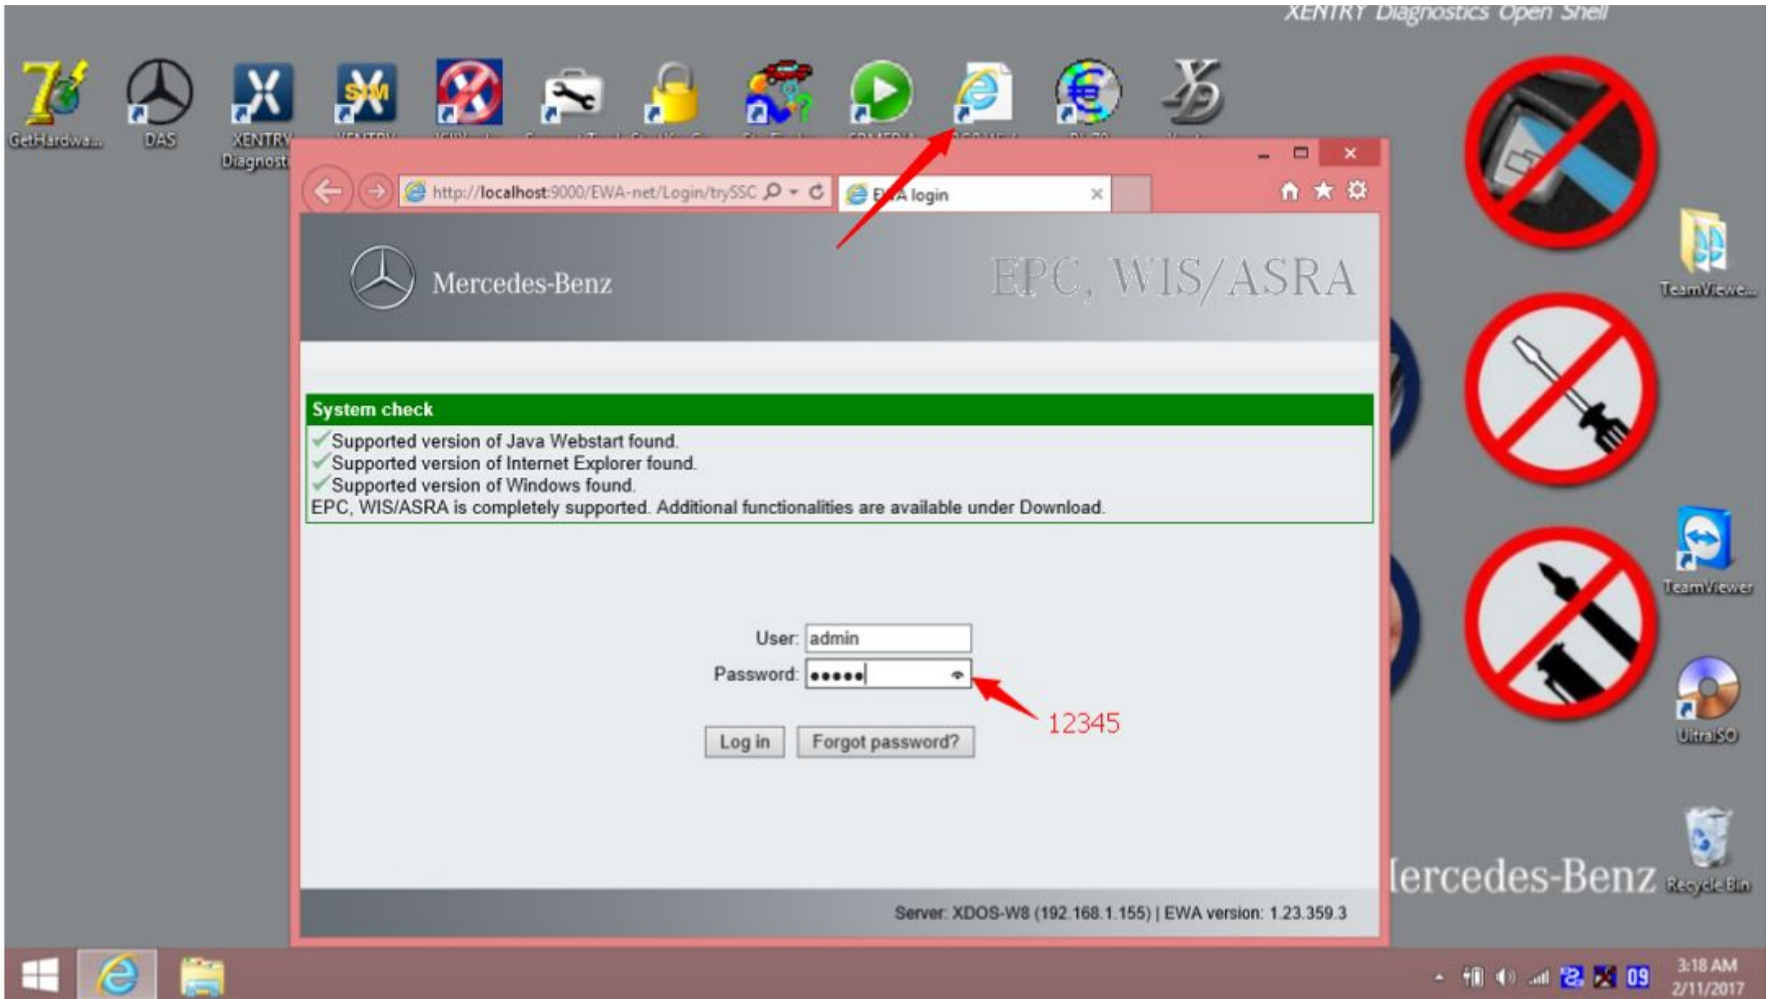 XENTRY Diagnostics Open Shell
GetHardwa...
DAS
XENTRY
Diagnosti
http://localhost:9000/EWA-net/Login/trySSC
EWA login
Mercedes-Benz
EPC, WIS/ASRA
TeamViewe...
System check
Supported version of Java Webstart found.
Supported version of Internet Explorer found.
Supported version of Windows found.
EPC, WIS/ASRA is completely supported. Additional functionalities are available under Download.
TeamViewer
User: admin
Password: •••••
12345
Log in Forgot password?
UltraISO
ercedes-Benz
Recycle Bin
Server: XDOS-W8 (192.168.1.155) | EWA version: 1.23.359.3
09
3:18 AM
2/11/2017